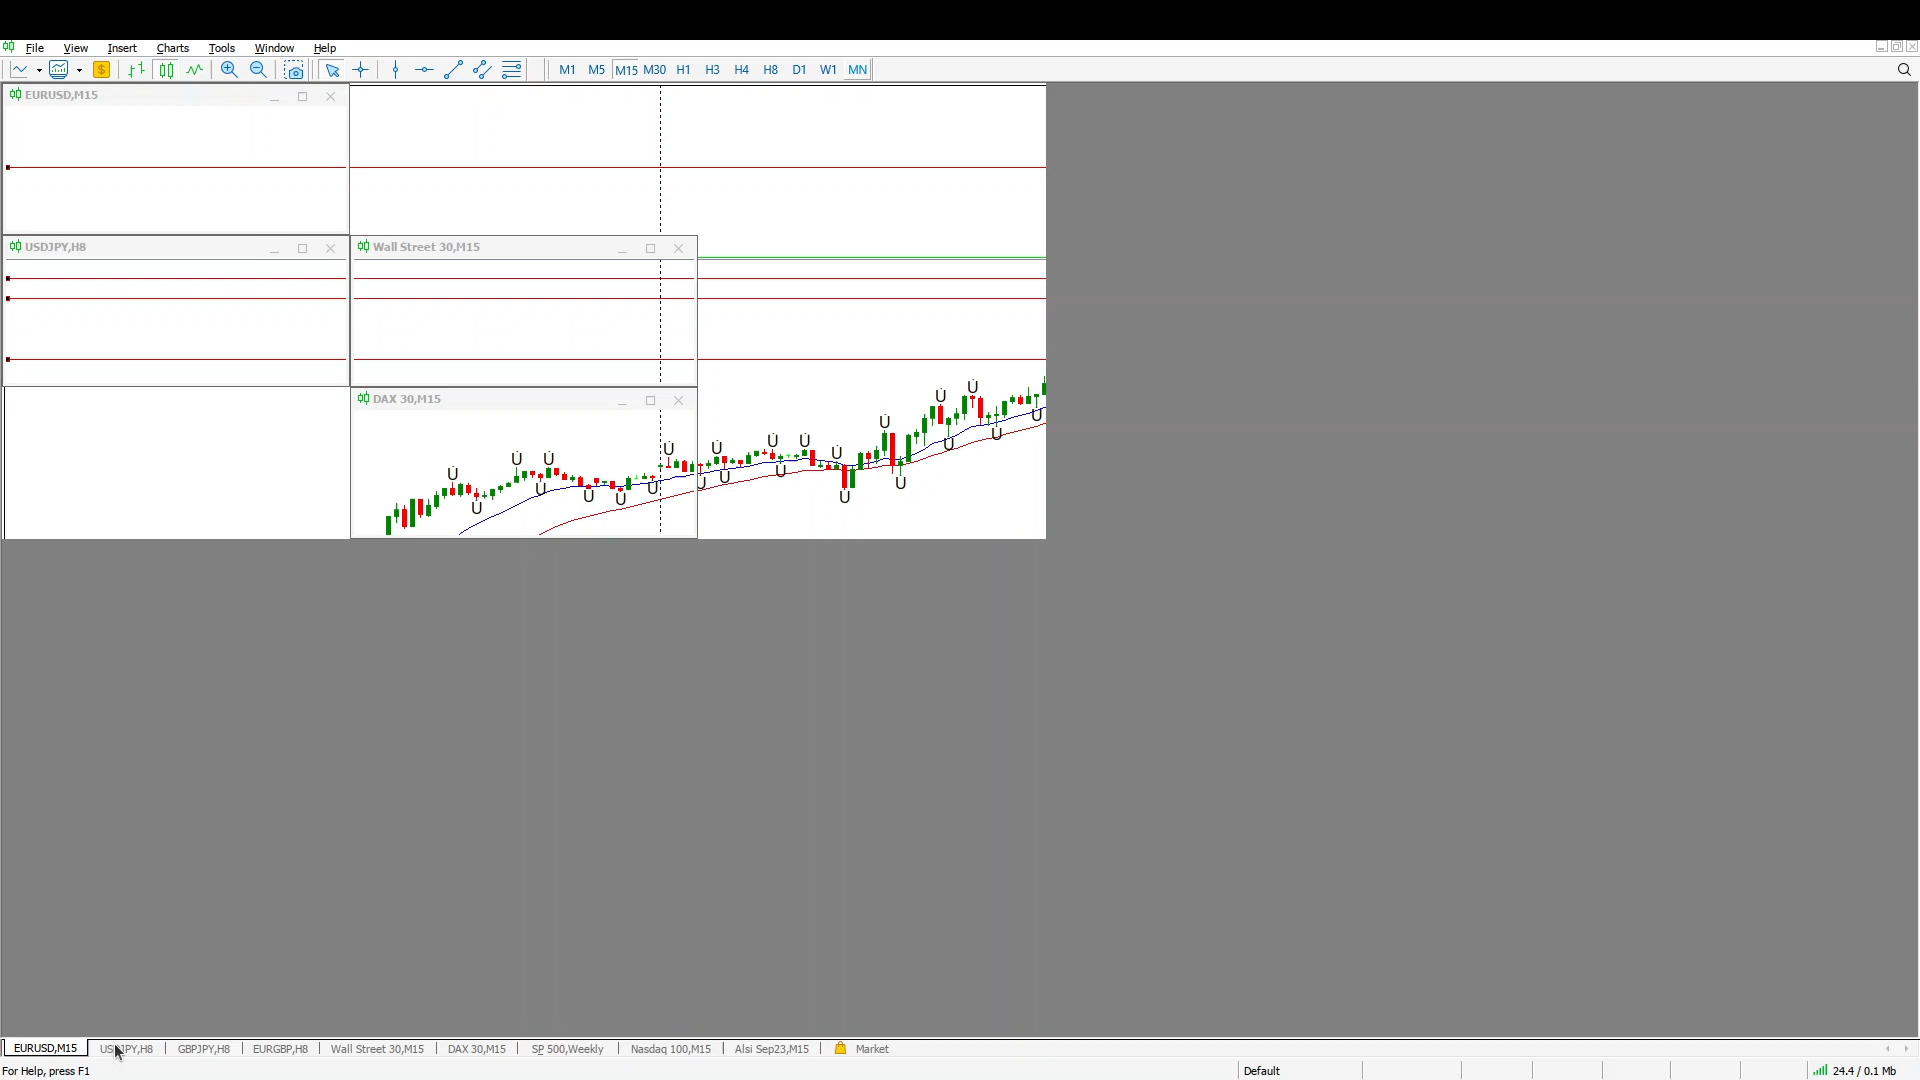 File View Insert Charts Tools Window Help
M1 M5 M15 M30 H1 H3 H4 H8 D1 W1 MN
EURUSD,M15
USDJPY,H8
Wall Street 30,M15
DAX 30,M15
EURUSD,M15 USDJPY,H8 GBPJPY,H8 EURGBP,H8 Wall Street 30,M15 DAX 30,M15 SP 500,Weekly Nasdaq 100,M15 Alsi Sep23,M15 Market
For Help, press F1
Default
24.4 / 0.1 Mb